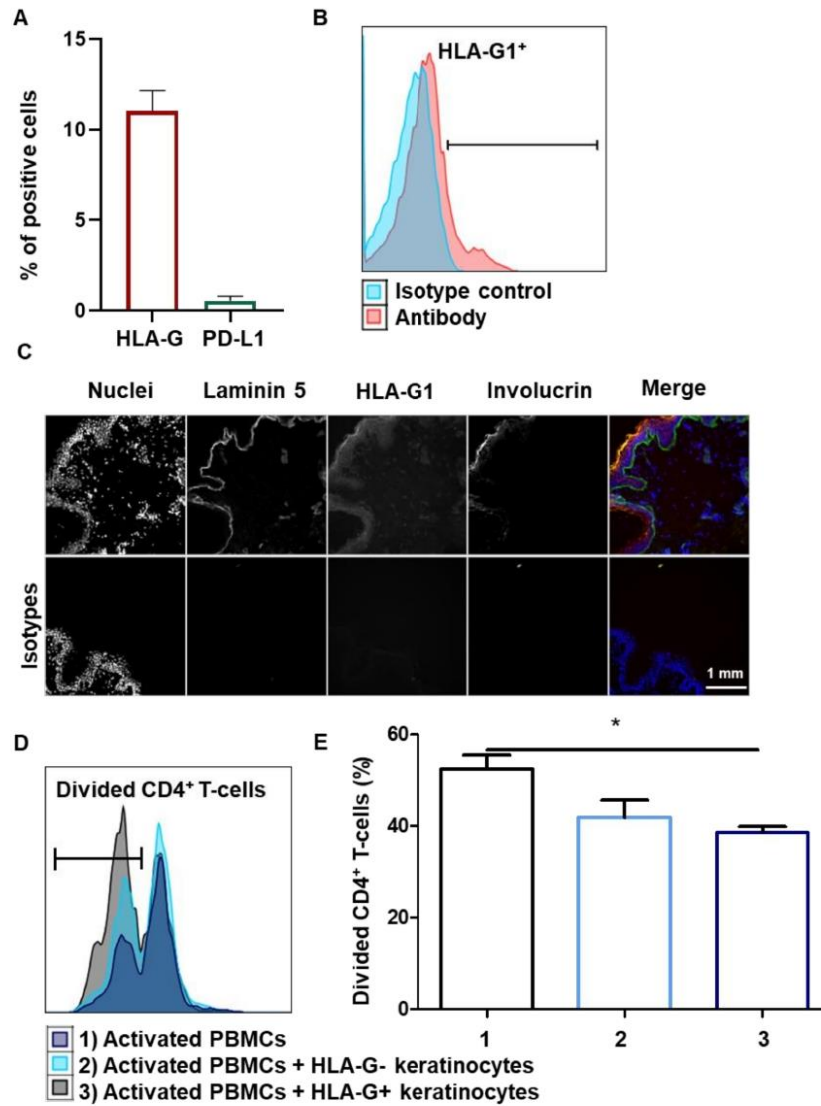 A
% of positive cells
15
10
5
0
HLA-G PD-L1
B
HLA-G1⁺
Isotype control
Antibody
C
Nuclei Laminin 5 HLA-G1 Involucrin Merge
Isotypes
1 mm
D
Divided CD4⁺ T-cells
1) Activated PBMCs
2) Activated PBMCs + HLA-G- keratinocytes
3) Activated PBMCs + HLA-G+ keratinocytes
E
Divided CD4⁺ T-cells (%)
60
40
20
0
*
1 2 3